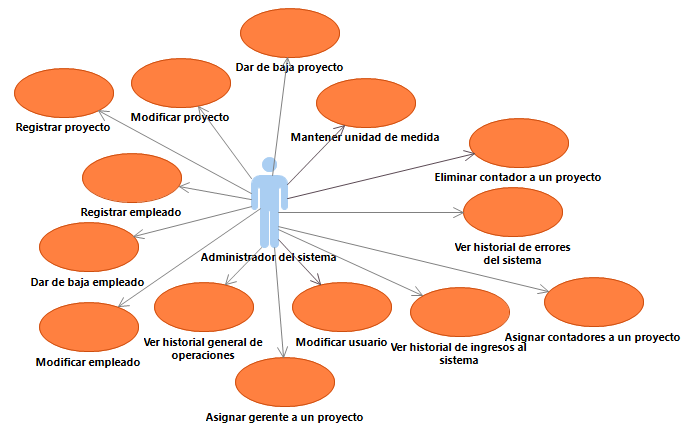 Dar de baja proyecto
Modificar proyecto
Registrar proyecto
Mantener unidad de medida
Eliminar contador a un proyecto
Registrar empleado
Ver historial de errores
del sistema
Administrador del sistema
Dar de baja empleado
Asignar contadores a un proyecto
Ver historial general de
operaciones
Modificar usuario
Ver historial de ingresos al
sistema
Modificar empleado
Asignar gerente a un proyecto